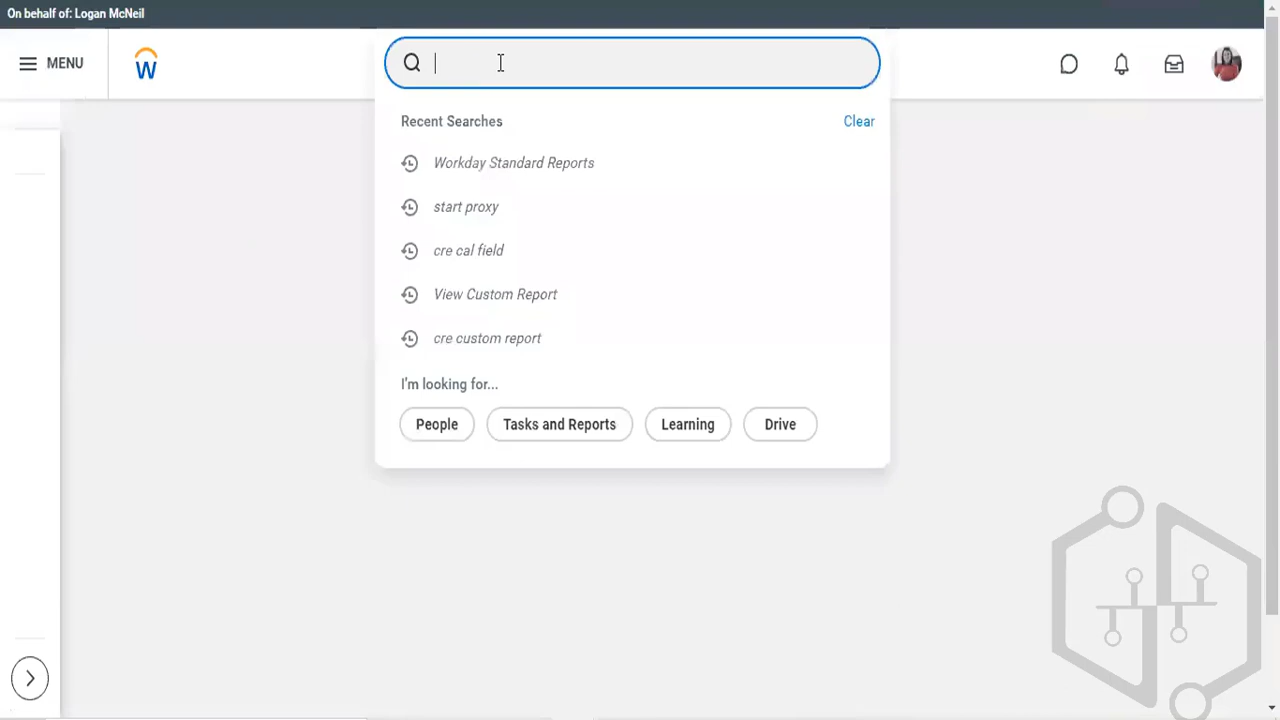 On behalf of: Logan McNeil
MENU
W
Recent Searches
Clear
Workday Standard Reports
start proxy
cre cal field
View Custom Report
cre custom report
I'm looking for...
People
Tasks and Reports
Learning
Drive